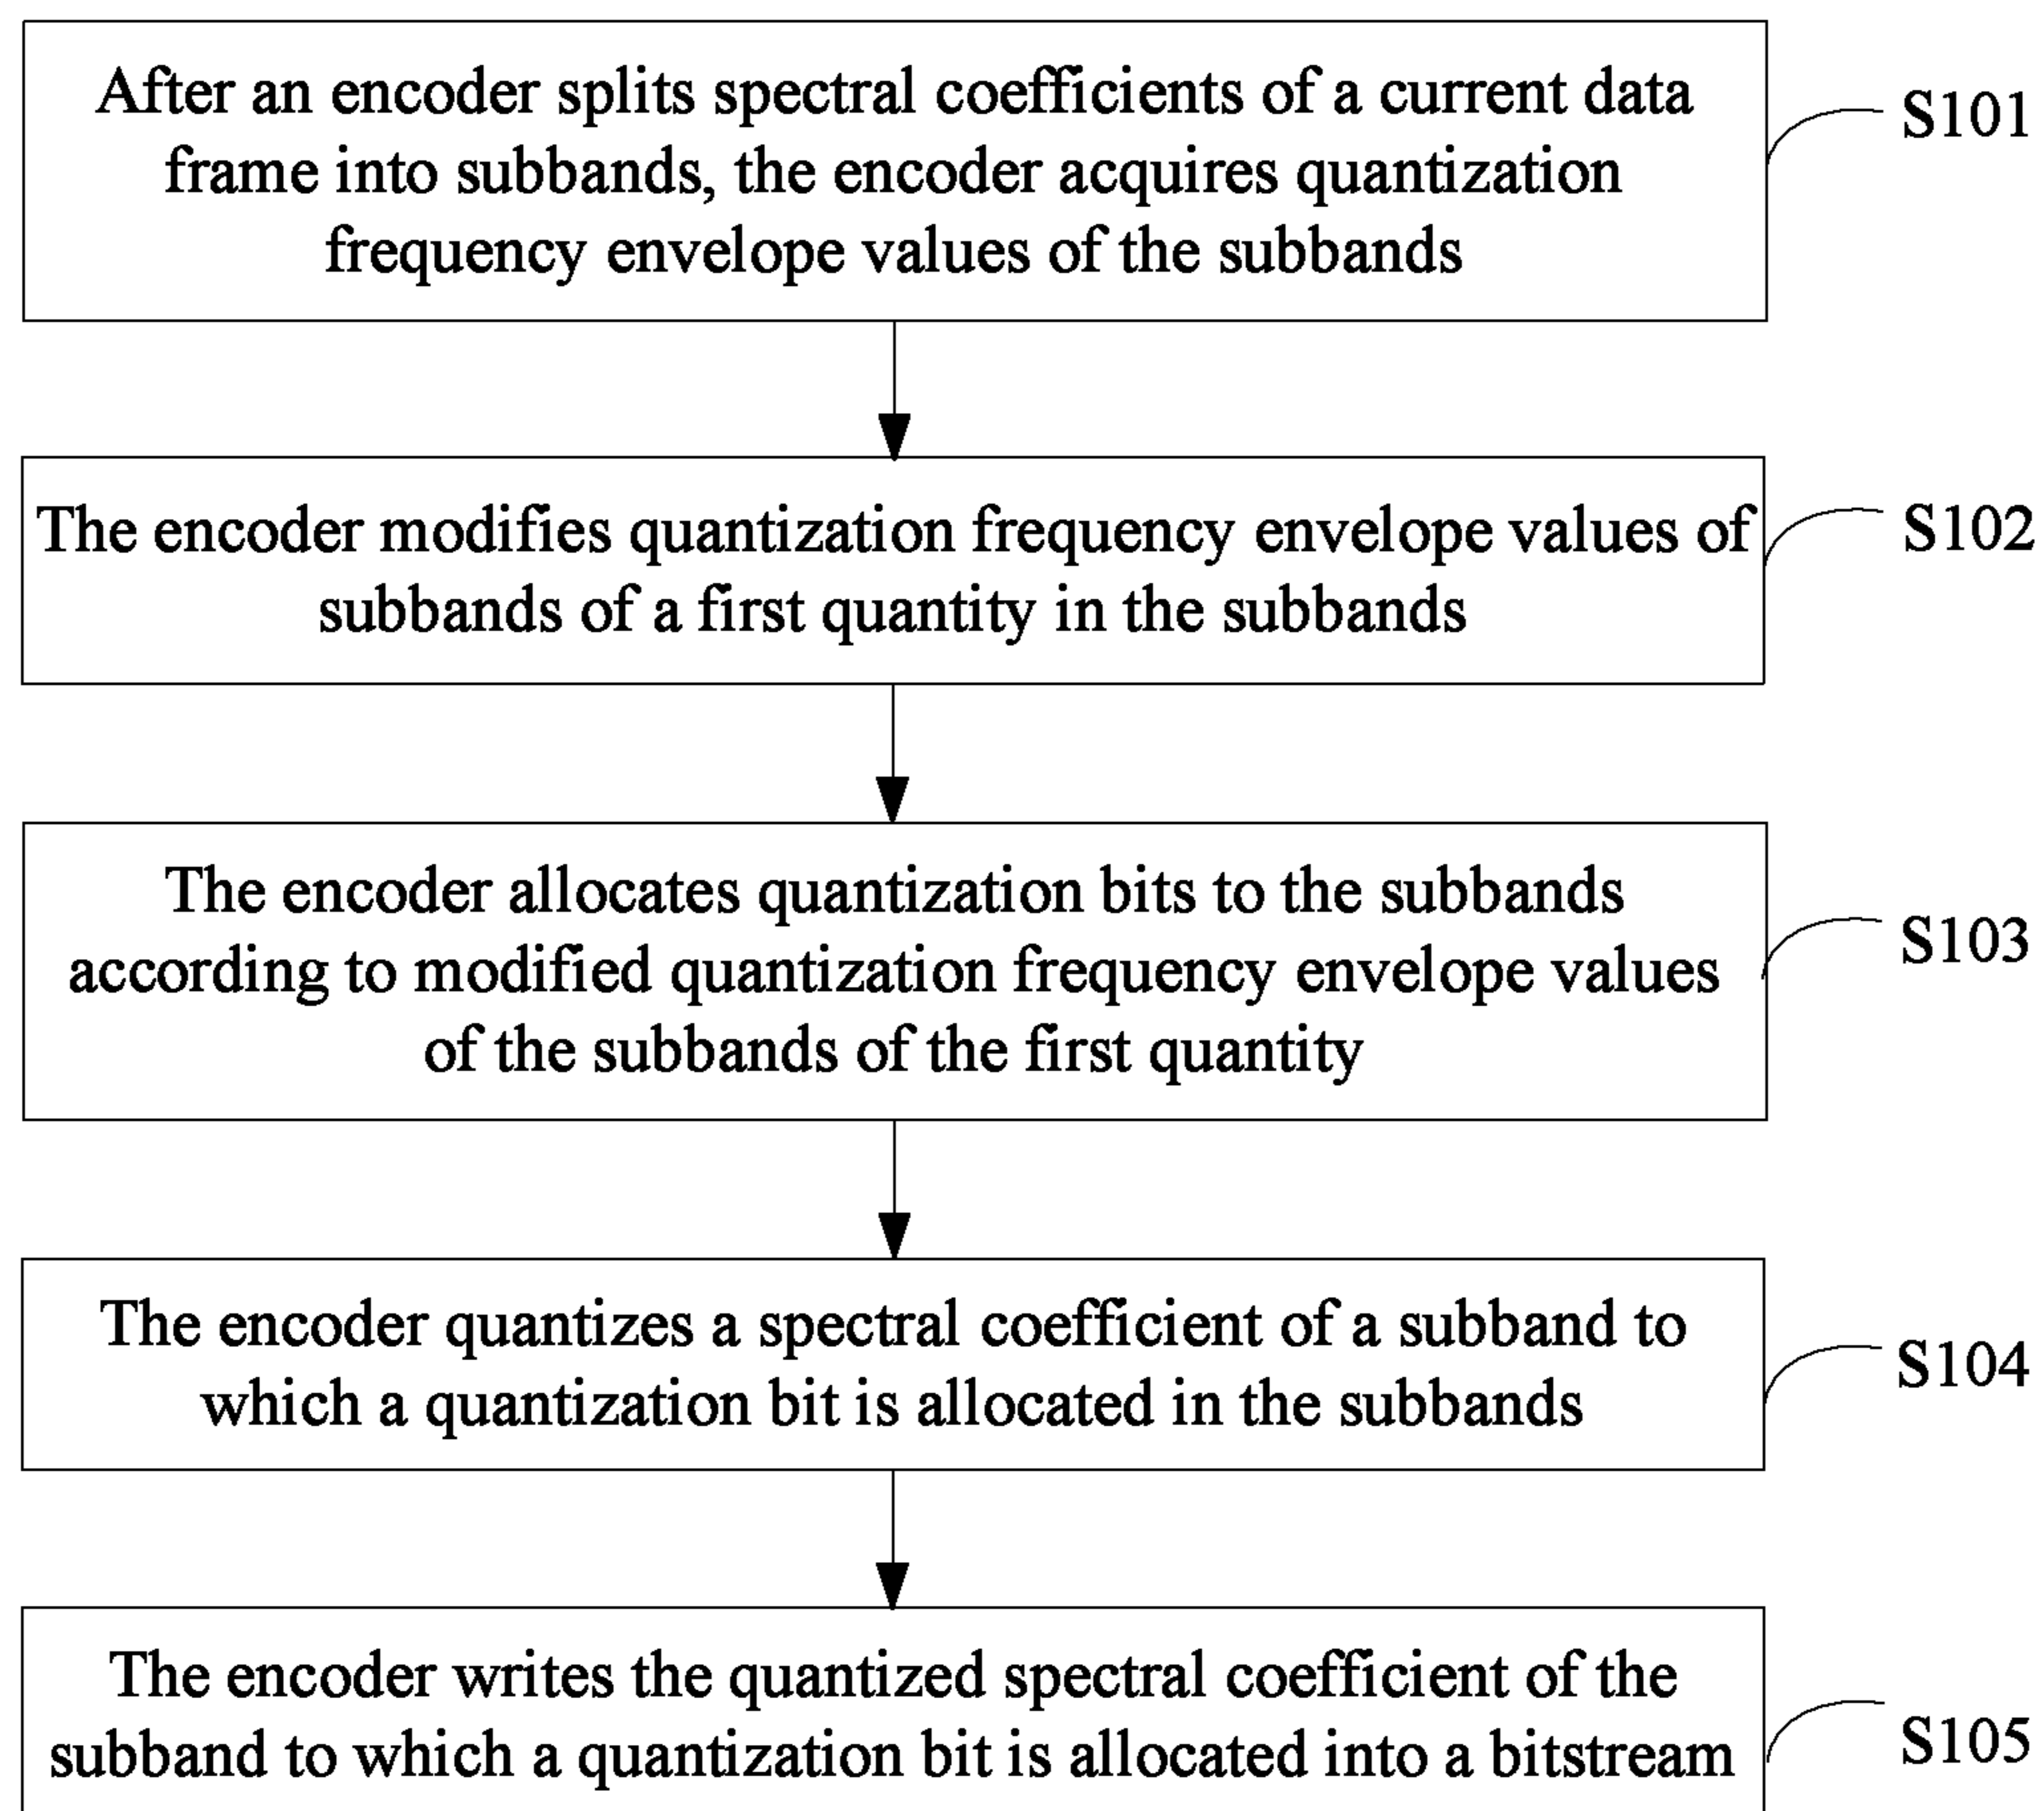 After an encoder splits spectral coefficients of a current data
frame into subbands, the encoder acquires quantization
frequency envelope values of the subbands
S101
The encoder modifies quantization frequency envelope values of
subbands of a first quantity in the subbands
S102
The encoder allocates quantization bits to the subbands
according to modified quantization frequency envelope values
of the subbands of the first quantity
S103
The encoder quantizes a spectral coefficient of a subband to
which a quantization bit is allocated in the subbands
S104
The encoder writes the quantized spectral coefficient of the
subband to which a quantization bit is allocated into a bitstream
S105